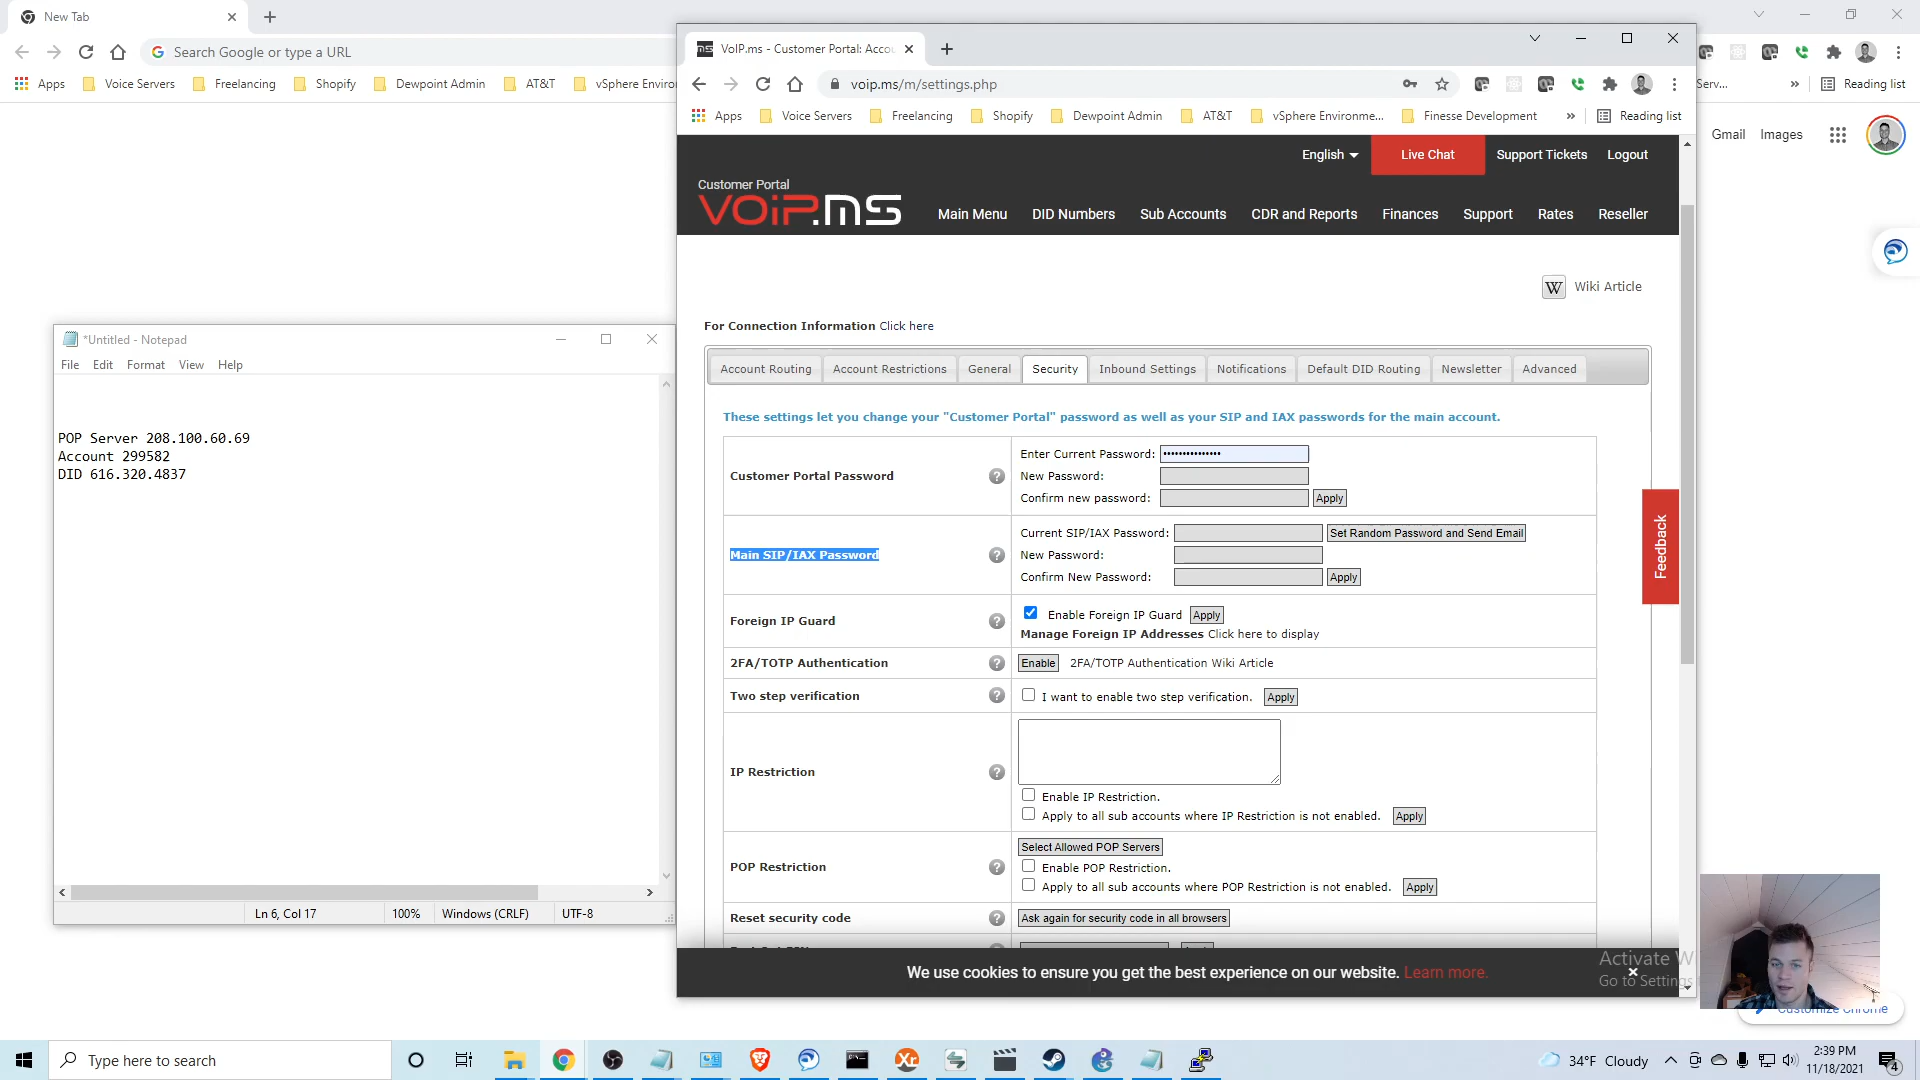 New Tab
Search Google or type a URL
Apps
Voice Servers
Freelancing
Shopify
Dewpoint Admin
AT&T
vSphere Enviro
VoIP.ms - Customer Portal: Accou
voip.ms/m/settings.php
Apps
Voice Servers
Freelancing
Shopify
Dewpoint Admin
AT&T
vSphere Environme...
Finesse Development
»
Reading list
Serv...
»
Reading list
Gmail
Images
English
Live Chat
Support Tickets
Logout
Customer Portal
VOiP.ms
Main Menu
DID Numbers
Sub Accounts
CDR and Reports
Finances
Support
Rates
Reseller
W Wiki Article
For Connection Information Click here
Account Routing
Account Restrictions
General
Security
Inbound Settings
Notifications
Default DID Routing
Newsletter
Advanced
These settings let you change your "Customer Portal" password as well as your SIP and IAX passwords for the main account.
Customer Portal Password
?
Enter Current Password: •••••••••••••••
New Password:
Confirm new password:
Apply
Main SIP/IAX Password
?
Current SIP/IAX Password:
Set Random Password and Send Email
New Password:
Confirm New Password:
Apply
Foreign IP Guard
?
Enable Foreign IP Guard
Apply
Manage Foreign IP Addresses Click here to display
2FA/TOTP Authentication
?
Enable
2FA/TOTP Authentication Wiki Article
Two step verification
?
I want to enable two step verification.
Apply
IP Restriction
?
Enable IP Restriction.
Apply to all sub accounts where IP Restriction is not enabled.
Apply
POP Restriction
?
Select Allowed POP Servers
Enable POP Restriction.
Apply to all sub accounts where POP Restriction is not enabled.
Apply
Reset security code
?
Ask again for security code in all browsers
Feedback
We use cookies to ensure you get the best experience on our website. Learn more.
Activate Wi
Go to Settings
Customize Chrome
*Untitled - Notepad
File
Edit
Format
View
Help
POP Server 208.100.60.69
Account 299582
DID 616.320.4837
Ln 6, Col 17
100%
Windows (CRLF)
UTF-8
Type here to search
Xr
34°F Cloudy
2:39 PM
11/18/2021
4